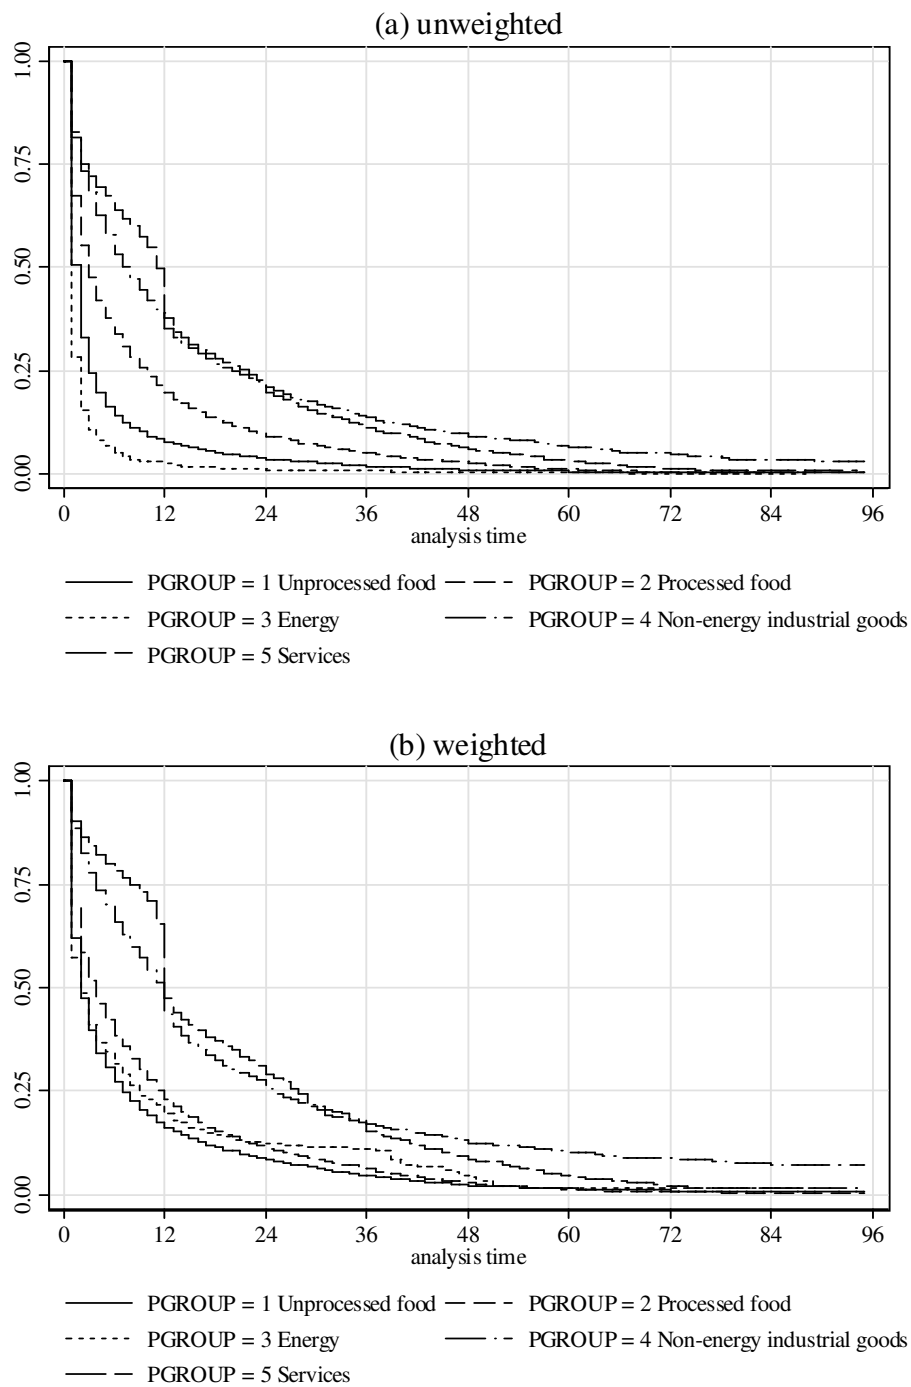 (a) unweighted
1.00
0.75
0.50
0.25
0.00
0 12 24 36 48 60 72 84 96
analysis time
PGROUP = 1 Unprocessed food PGROUP = 2 Processed food
PGROUP = 3 Energy PGROUP = 4 Non-energy industrial goods
PGROUP = 5 Services
(b) weighted
1.00
0.75
0.50
0.25
0.00
0 12 24 36 48 60 72 84 96
analysis time
PGROUP = 1 Unprocessed food PGROUP = 2 Processed food
PGROUP = 3 Energy PGROUP = 4 Non-energy industrial goods
PGROUP = 5 Services